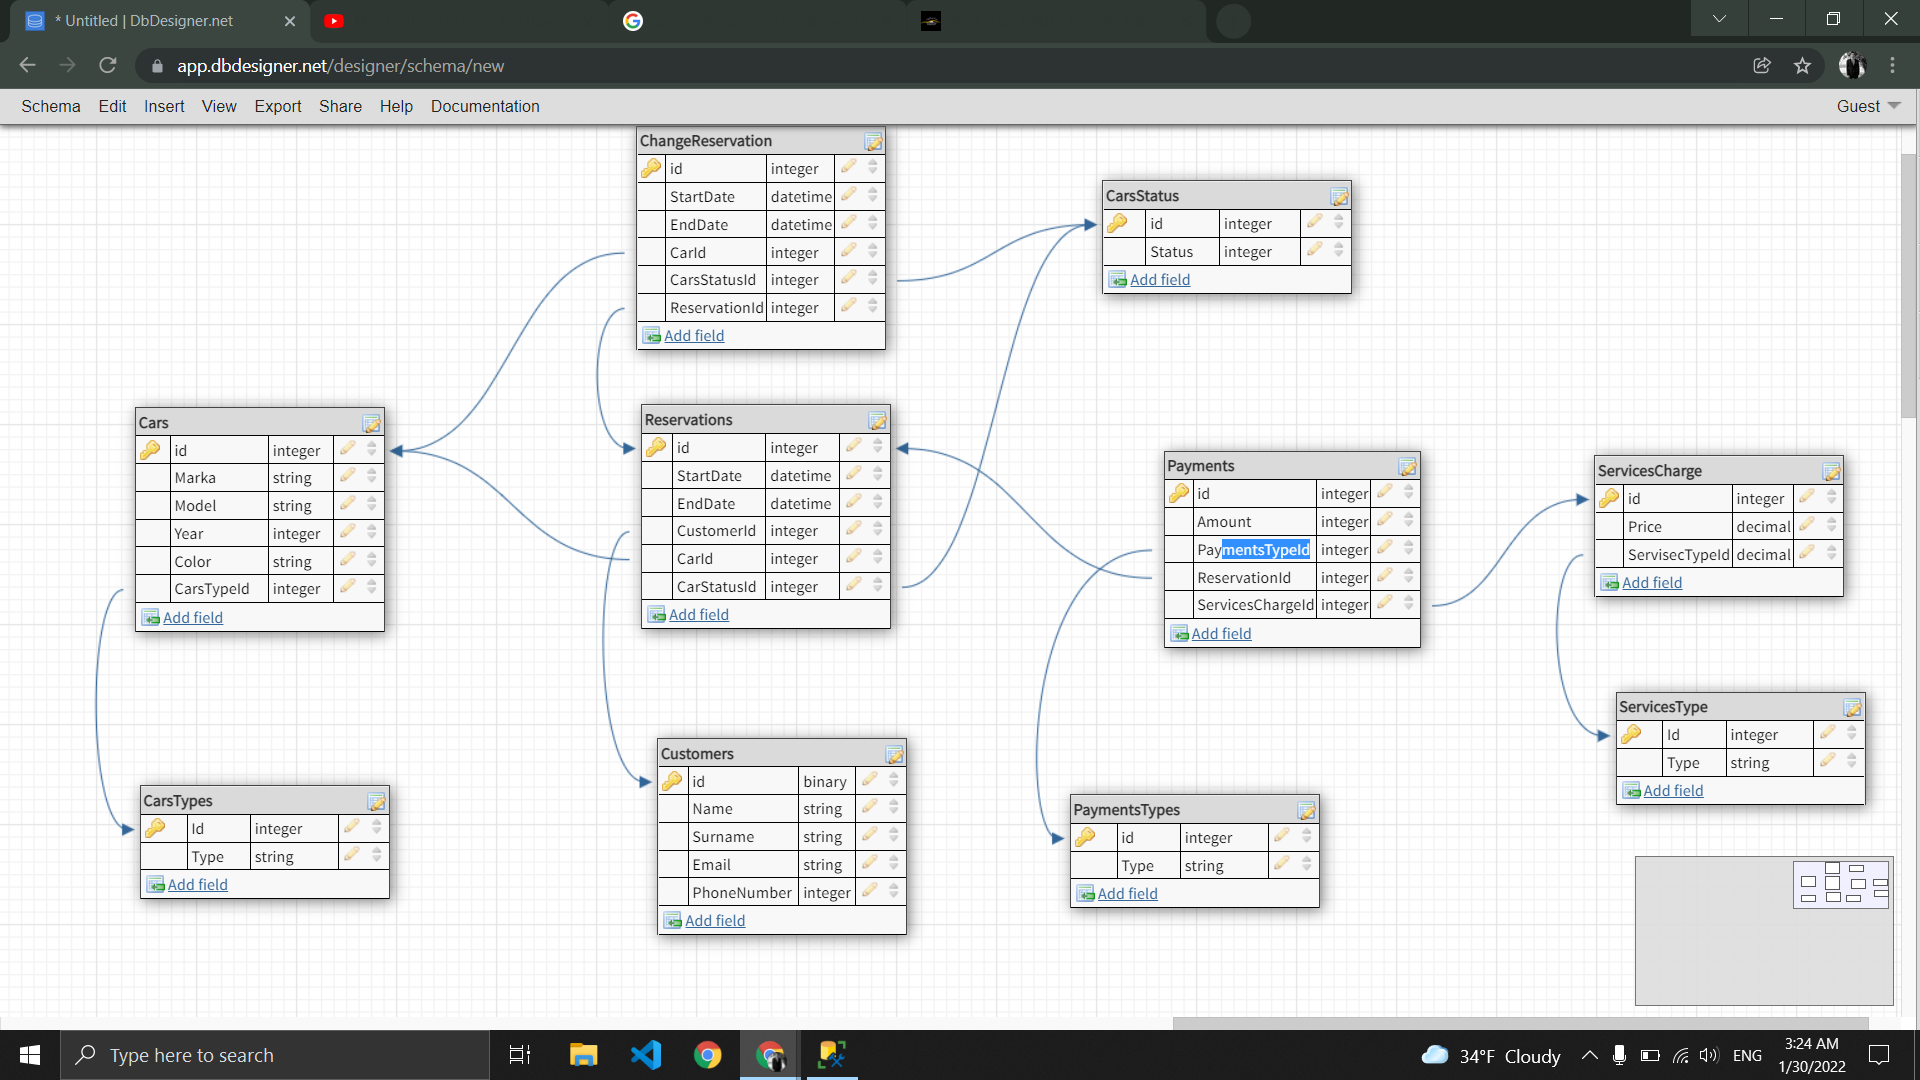 * Untitled | DbDesigner.net
app.dbdesigner.net/designer/schema/new
Schema Edit Insert View Export Share Help Documentation Guest
ChangeReservation
id integer
StartDate datetime
EndDate datetime
CarId integer
CarsStatusId integer
ReservationId integer
Add field
CarsStatus
id integer
Status integer
Add field
Cars
id integer
Marka string
Model string
Year integer
Color string
CarsTypeId integer
Add field
Reservations
id integer
StartDate datetime
EndDate datetime
CustomerId integer
CarId integer
CarStatusId integer
Add field
Payments
id integer
Amount integer
PaymentsTypeId integer
ReservationId integer
ServicesChargeId integer
Add field
ServicesCharge
id integer
Price decimal
ServisecTypeId decimal
Add field
ServicesType
Id integer
Type string
Add field
CarsTypes
Id integer
Type string
Add field
Customers
id binary
Name string
Surname string
Email string
PhoneNumber integer
Add field
PaymentsTypes
id integer
Type string
Add field
Type here to search
34°F Cloudy
ENG
3:24 AM
1/30/2022